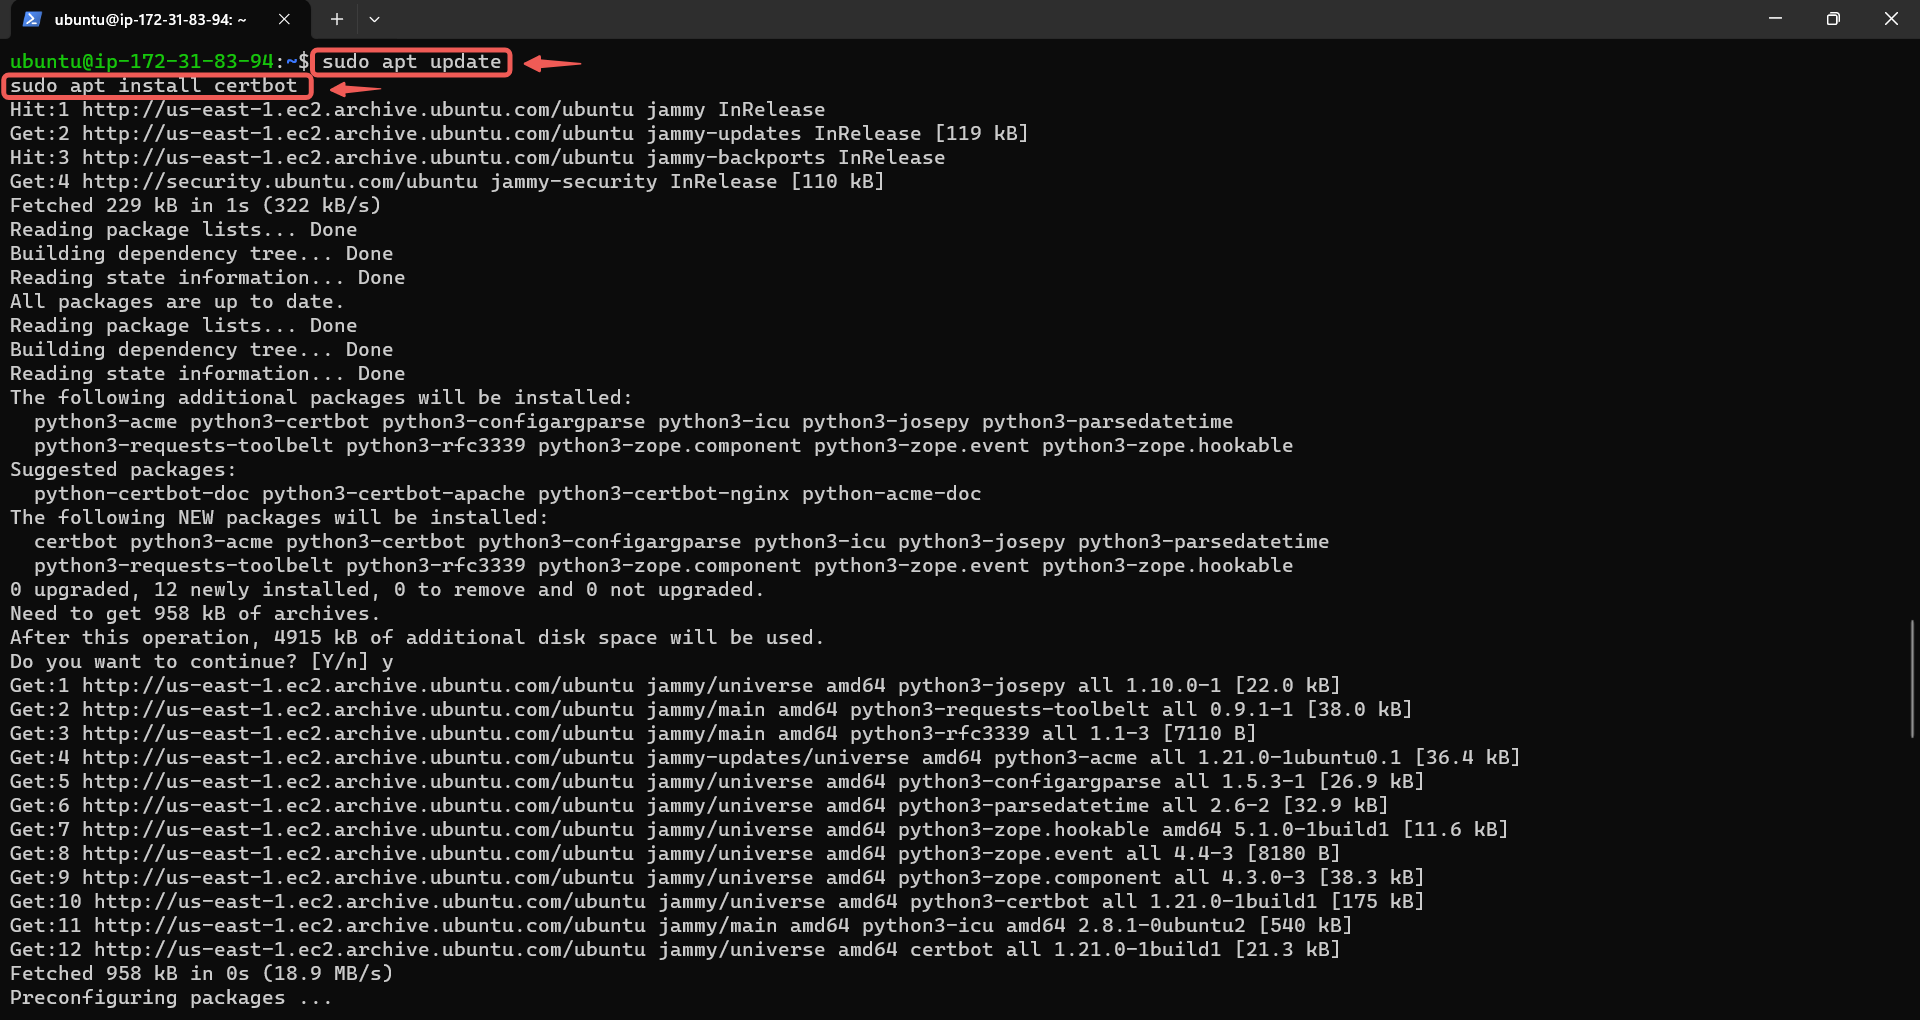 ubuntu@ip-172-31-83-94: ~
ubuntu@ip-172-31-83-94:~$ sudo apt update
sudo apt install certbot
Hit:1 http://us-east-1.ec2.archive.ubuntu.com/ubuntu jammy InRelease
Get:2 http://us-east-1.ec2.archive.ubuntu.com/ubuntu jammy-updates InRelease [119 kB]
Hit:3 http://us-east-1.ec2.archive.ubuntu.com/ubuntu jammy-backports InRelease
Get:4 http://security.ubuntu.com/ubuntu jammy-security InRelease [110 kB]
Fetched 229 kB in 1s (322 kB/s)
Reading package lists... Done
Building dependency tree... Done
Reading state information... Done
All packages are up to date.
Reading package lists... Done
Building dependency tree... Done
Reading state information... Done
The following additional packages will be installed:
  python3-acme python3-certbot python3-configargparse python3-icu python3-josepy python3-parsedatetime
  python3-requests-toolbelt python3-rfc3339 python3-zope.component python3-zope.event python3-zope.hookable
Suggested packages:
  python-certbot-doc python3-certbot-apache python3-certbot-nginx python-acme-doc
The following NEW packages will be installed:
  certbot python3-acme python3-certbot python3-configargparse python3-icu python3-josepy python3-parsedatetime
  python3-requests-toolbelt python3-rfc3339 python3-zope.component python3-zope.event python3-zope.hookable
0 upgraded, 12 newly installed, 0 to remove and 0 not upgraded.
Need to get 958 kB of archives.
After this operation, 4915 kB of additional disk space will be used.
Do you want to continue? [Y/n] y
Get:1 http://us-east-1.ec2.archive.ubuntu.com/ubuntu jammy/universe amd64 python3-josepy all 1.10.0-1 [22.0 kB]
Get:2 http://us-east-1.ec2.archive.ubuntu.com/ubuntu jammy/main amd64 python3-requests-toolbelt all 0.9.1-1 [38.0 kB]
Get:3 http://us-east-1.ec2.archive.ubuntu.com/ubuntu jammy/main amd64 python3-rfc3339 all 1.1-3 [7110 B]
Get:4 http://us-east-1.ec2.archive.ubuntu.com/ubuntu jammy-updates/universe amd64 python3-acme all 1.21.0-1ubuntu0.1 [36.4 kB]
Get:5 http://us-east-1.ec2.archive.ubuntu.com/ubuntu jammy/universe amd64 python3-configargparse all 1.5.3-1 [26.9 kB]
Get:6 http://us-east-1.ec2.archive.ubuntu.com/ubuntu jammy/universe amd64 python3-parsedatetime all 2.6-2 [32.9 kB]
Get:7 http://us-east-1.ec2.archive.ubuntu.com/ubuntu jammy/universe amd64 python3-zope.hookable amd64 5.1.0-1build1 [11.6 kB]
Get:8 http://us-east-1.ec2.archive.ubuntu.com/ubuntu jammy/universe amd64 python3-zope.event all 4.4-3 [8180 B]
Get:9 http://us-east-1.ec2.archive.ubuntu.com/ubuntu jammy/universe amd64 python3-zope.component all 4.3.0-3 [38.3 kB]
Get:10 http://us-east-1.ec2.archive.ubuntu.com/ubuntu jammy/universe amd64 python3-certbot all 1.21.0-1build1 [175 kB]
Get:11 http://us-east-1.ec2.archive.ubuntu.com/ubuntu jammy/main amd64 python3-icu amd64 2.8.1-0ubuntu2 [540 kB]
Get:12 http://us-east-1.ec2.archive.ubuntu.com/ubuntu jammy/universe amd64 certbot all 1.21.0-1build1 [21.3 kB]
Fetched 958 kB in 0s (18.9 MB/s)
Preconfiguring packages ...